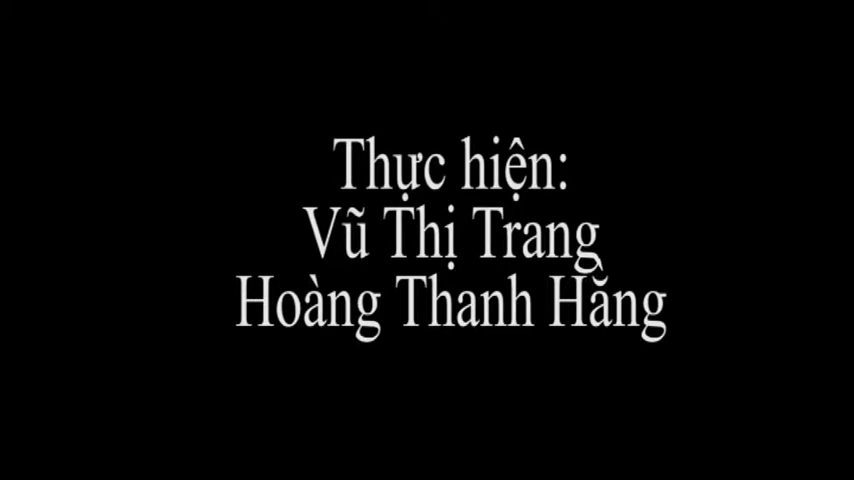 Thực hiện:
Vũ Thị Trang
Hoàng Thanh Hằng